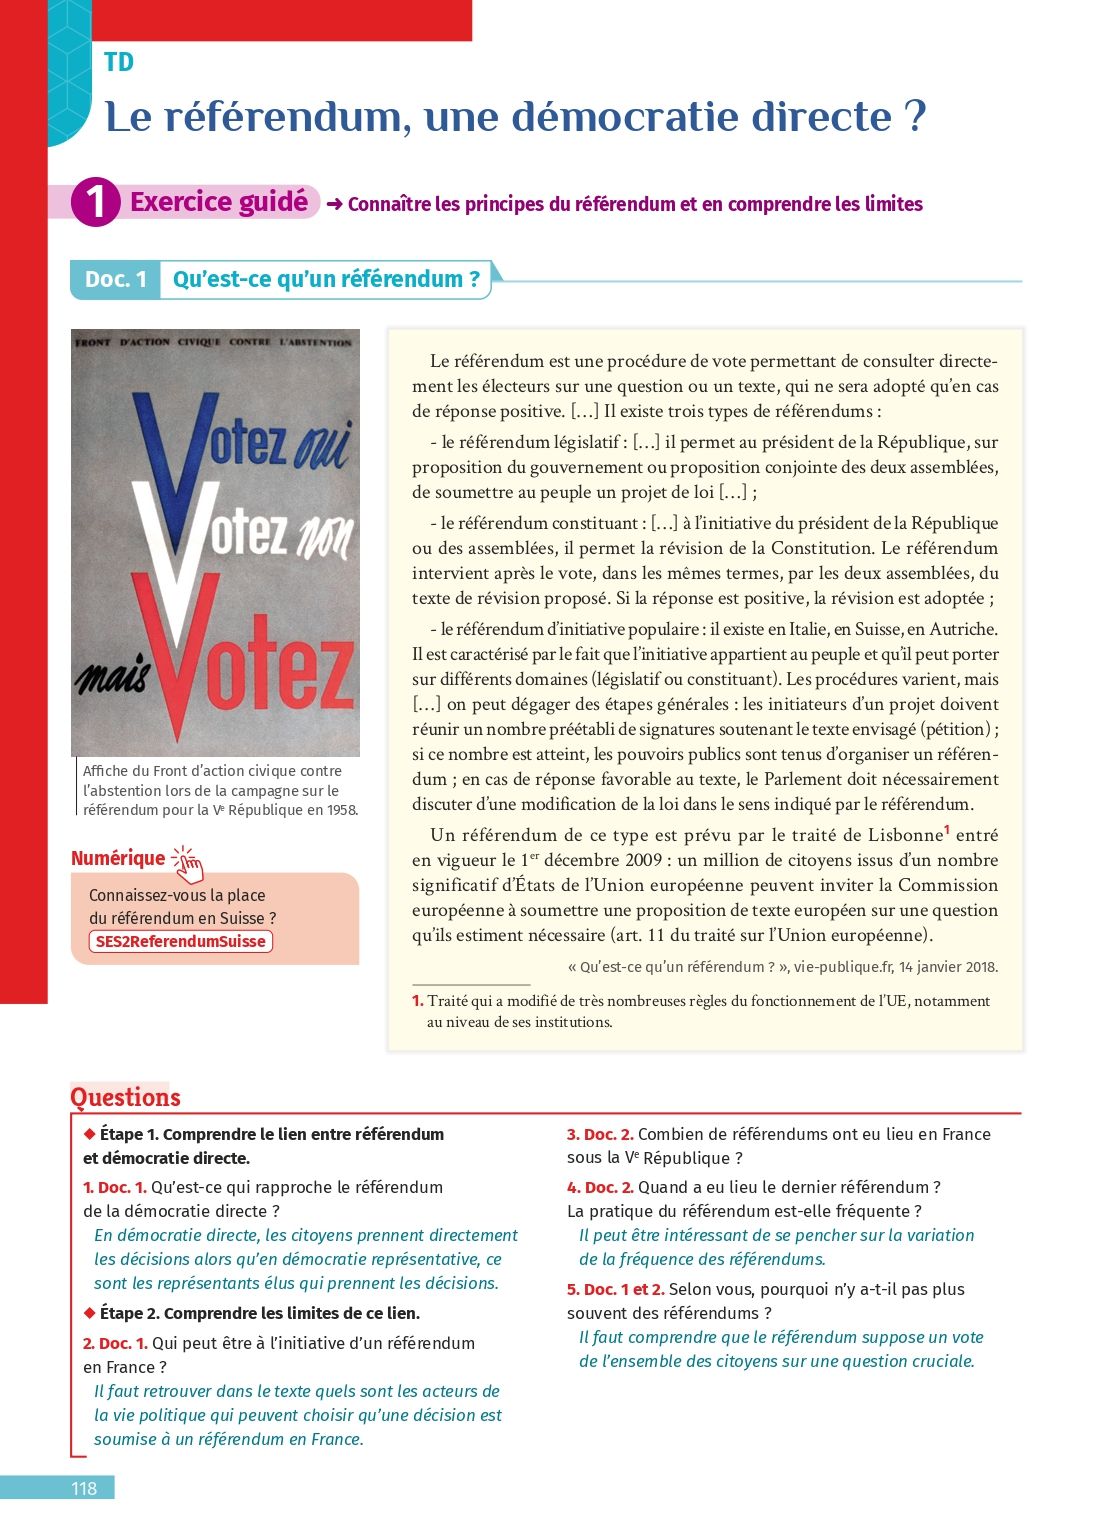 TD
Le référendum, une démocratie directe ?
1 Exercice guidé ➜ Connaître les principes du référendum et en comprendre les limites
Doc. 1 Qu’est-ce qu’un référendum ?
FRONT D’ACTION CIVIQUE CONTRE L’ABSTENTION
Votez oui
Votez non
mais Votez
Affiche du Front d’action civique contre
l’abstention lors de la campagne sur le
référendum pour la Ve République en 1958.
Numérique
Connaissez-vous la place
du référendum en Suisse ?
SES2ReferendumSuisse
Le référendum est une procédure de vote permettant de consulter directe-
ment les électeurs sur une question ou un texte, qui ne sera adopté qu’en cas
de réponse positive. […] Il existe trois types de référendums :
- le référendum législatif : […] il permet au président de la République, sur
proposition du gouvernement ou proposition conjointe des deux assemblées,
de soumettre au peuple un projet de loi […] ;
- le référendum constituant : […] à l’initiative du président de la République
ou des assemblées, il permet la révision de la Constitution. Le référendum
intervient après le vote, dans les mêmes termes, par les deux assemblées, du
texte de révision proposé. Si la réponse est positive, la révision est adoptée ;
- le référendum d’initiative populaire : il existe en Italie, en Suisse, en Autriche.
Il est caractérisé par le fait que l’initiative appartient au peuple et qu’il peut porter
sur différents domaines (législatif ou constituant). Les procédures varient, mais
[…] on peut dégager des étapes générales : les initiateurs d’un projet doivent
réunir un nombre préétabli de signatures soutenant le texte envisagé (pétition) ;
si ce nombre est atteint, les pouvoirs publics sont tenus d’organiser un référen-
dum ; en cas de réponse favorable au texte, le Parlement doit nécessairement
discuter d’une modification de la loi dans le sens indiqué par le référendum.
Un référendum de ce type est prévu par le traité de Lisbonne1 entré
en vigueur le 1er décembre 2009 : un million de citoyens issus d’un nombre
significatif d’États de l’Union européenne peuvent inviter la Commission
européenne à soumettre une proposition de texte européen sur une question
qu’ils estiment nécessaire (art. 11 du traité sur l’Union européenne).
« Qu’est-ce qu’un référendum ? », vie-publique.fr, 14 janvier 2018.
1. Traité qui a modifié de très nombreuses règles du fonctionnement de l’UE, notamment
au niveau de ses institutions.
Questions
◆ Étape 1. Comprendre le lien entre référendum
et démocratie directe.
1. Doc. 1. Qu’est-ce qui rapproche le référendum
de la démocratie directe ?
En démocratie directe, les citoyens prennent directement
les décisions alors qu’en démocratie représentative, ce
sont les représentants élus qui prennent les décisions.
◆ Étape 2. Comprendre les limites de ce lien.
2. Doc. 1. Qui peut être à l’initiative d’un référendum
en France ?
Il faut retrouver dans le texte quels sont les acteurs de
la vie politique qui peuvent choisir qu’une décision est
soumise à un référendum en France.
3. Doc. 2. Combien de référendums ont eu lieu en France
sous la Ve République ?
4. Doc. 2. Quand a eu lieu le dernier référendum ?
La pratique du référendum est-elle fréquente ?
Il peut être intéressant de se pencher sur la variation
de la fréquence des référendums.
5. Doc. 1 et 2. Selon vous, pourquoi n’y a-t-il pas plus
souvent des référendums ?
Il faut comprendre que le référendum suppose un vote
de l’ensemble des citoyens sur une question cruciale.
118